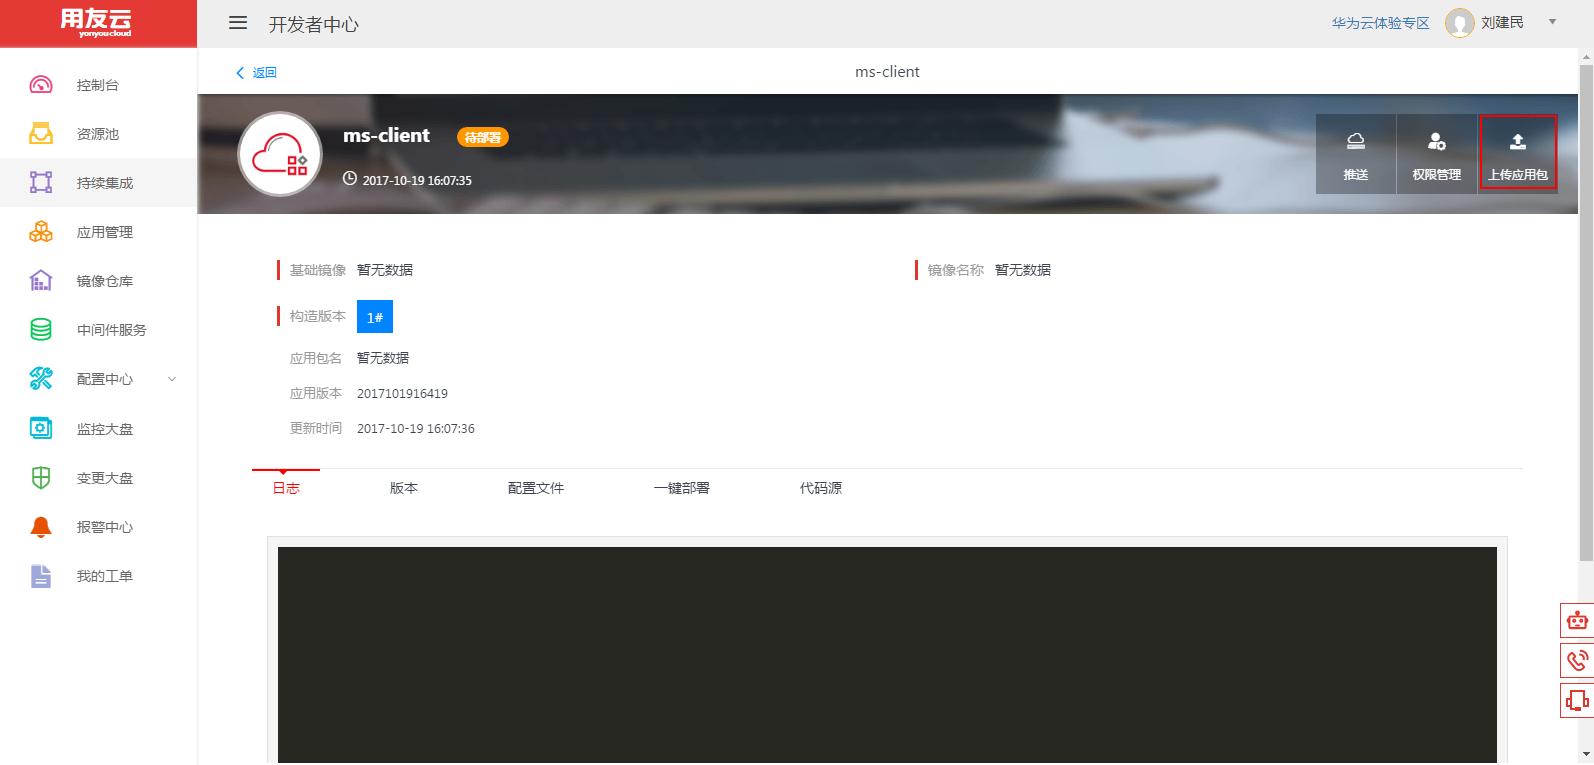 用友云
yonyoucloud
开发者中心
华为云体验专区
刘建民
控制台
资源池
持续集成
应用管理
镜像仓库
中间件服务
配置中心
监控大盘
变更大盘
报警中心
我的工单
返回
ms-client
ms-client
待部署
2017-10-19 16:07:35
推送
权限管理
上传应用包
基础镜像 暂无数据
镜像名称 暂无数据
构造版本 1#
应用包名 暂无数据
应用版本 2017101916419
更新时间 2017-10-19 16:07:36
日志
版本
配置文件
一键部署
代码源